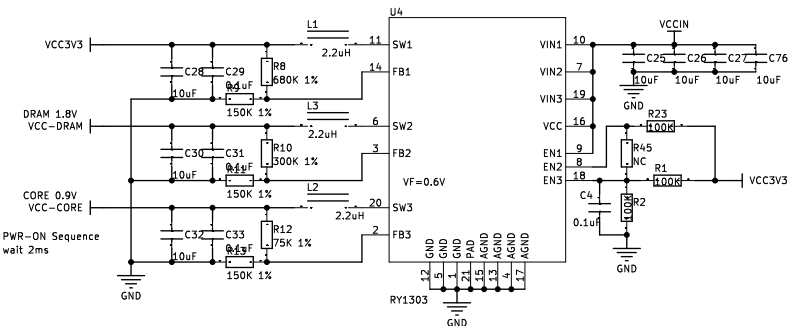 U4
RY1303
VF=0.6V
11 SW1
14 FB1
6 SW2
3 FB2
20 SW3
2 FB3
VIN1 10
VIN2 7
VIN3 19
VCC 16
EN1 9
EN2 8
EN3 18
GND 12
GND 5
GND 1
PAD 21
AGND 15
AGND 13
AGND 4
AGND 17
GND
VCC3V3
L1
2.2uH
C28
10uF
C29
0.1uF
R8
680K 1%
R9
150K 1%
DRAM 1.8V
VCC-DRAM
L3
2.2uH
C30
10uF
C31
0.1uF
R10
300K 1%
R11
150K 1%
CORE 0.9V
VCC-CORE
L2
2.2uH
PWR-ON Sequence
wait 2ms
C32
10uF
C33
0.1uF
R12
75K 1%
R13
150K 1%
GND
VCCIN
C25
10uF
C26
10uF
C27
10uF
C76
10uF
GND
R23
100K
R45
NC
R1
100K
VCC3V3
C4
0.1uF
R2
100K
GND